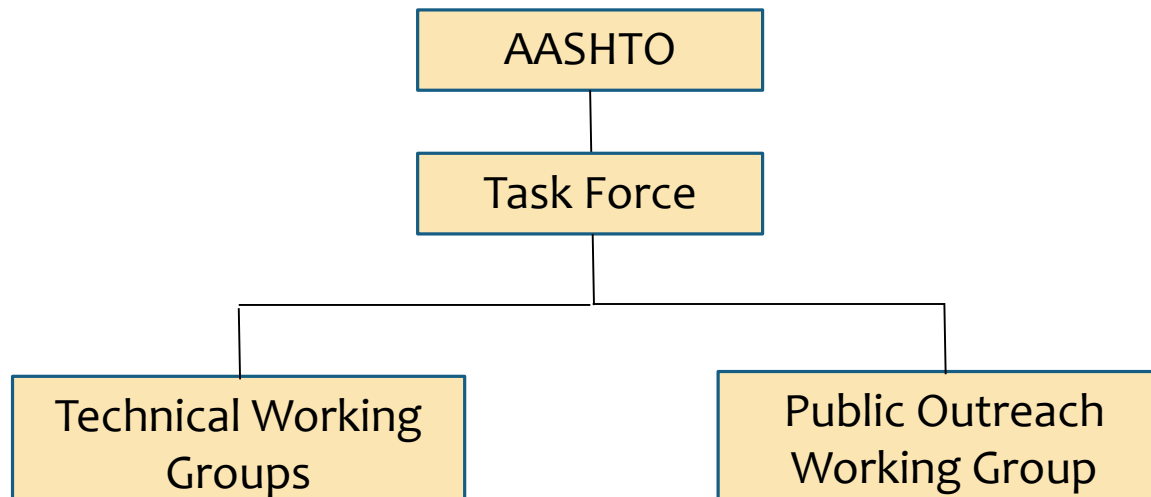 AASHTO
Task Force
Technical Working
Groups
Public Outreach
Working Group